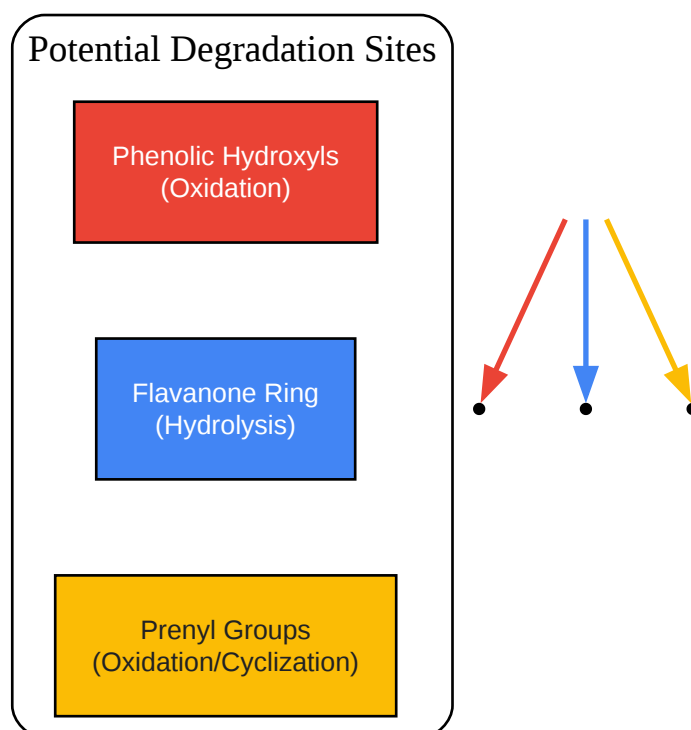 Potential Degradation Sites
Phenolic Hydroxyls
(Oxidation)
Flavanone Ring
(Hydrolysis)
Prenyl Groups
(Oxidation/Cyclization)